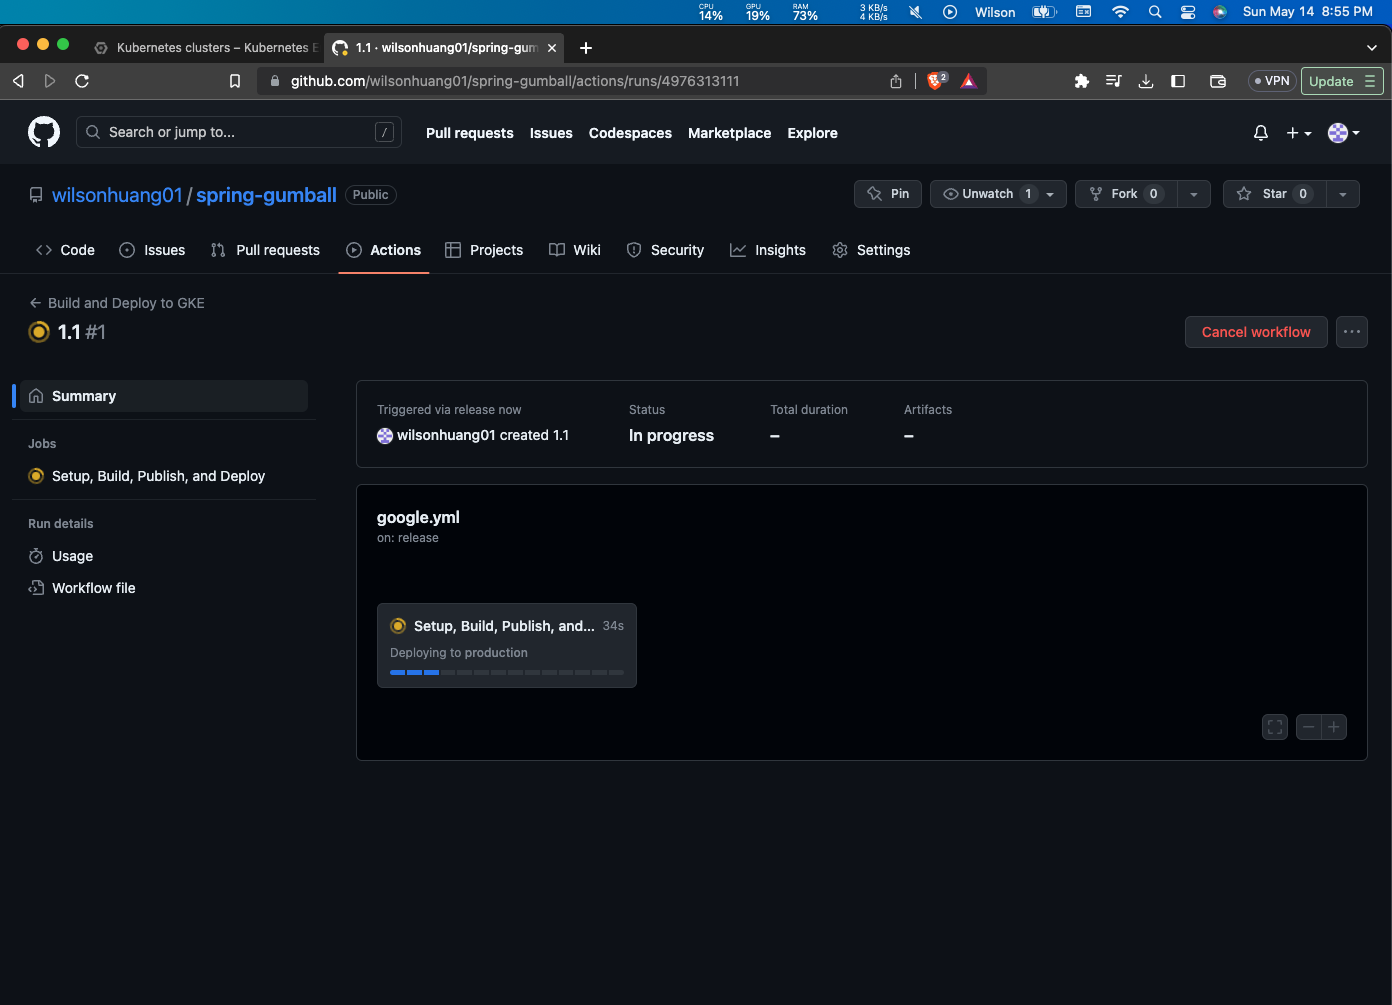 CPU 14% GPU 19% RAM 73% 3 KB/s 4 KB/s Wilson Sun May 14 8:55 PM
Kubernetes clusters – Kubernetes E 1.1 · wilsonhuang01/spring-gum
github.com/wilsonhuang01/spring-gumball/actions/runs/4976313111 2 VPN Update
Search or jump to... / Pull requests Issues Codespaces Marketplace Explore
wilsonhuang01 / spring-gumball Public Pin Unwatch 1 Fork 0 Star 0
Code Issues Pull requests Actions Projects Wiki Security Insights Settings
Build and Deploy to GKE
1.1 #1 Cancel workflow
Summary
Jobs
Setup, Build, Publish, and Deploy
Run details
Usage
Workflow file
Triggered via release now Status Total duration Artifacts
wilsonhuang01 created 1.1 In progress – –
google.yml
on: release
Setup, Build, Publish, and... 34s
Deploying to production